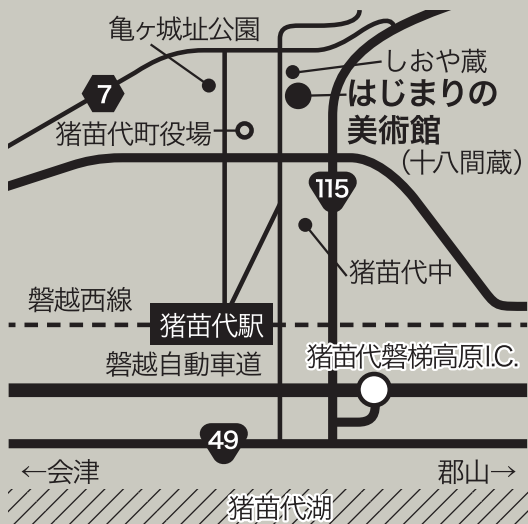 亀ヶ城址公園
しおや蔵
7
はじまりの
美術館
猪苗代町役場
(十八間蔵)
115
猪苗代中
磐越西線
猪苗代駅
猪苗代磐梯高原I.C.
磐越自動車道
49
←会津
郡山→
猪苗代湖